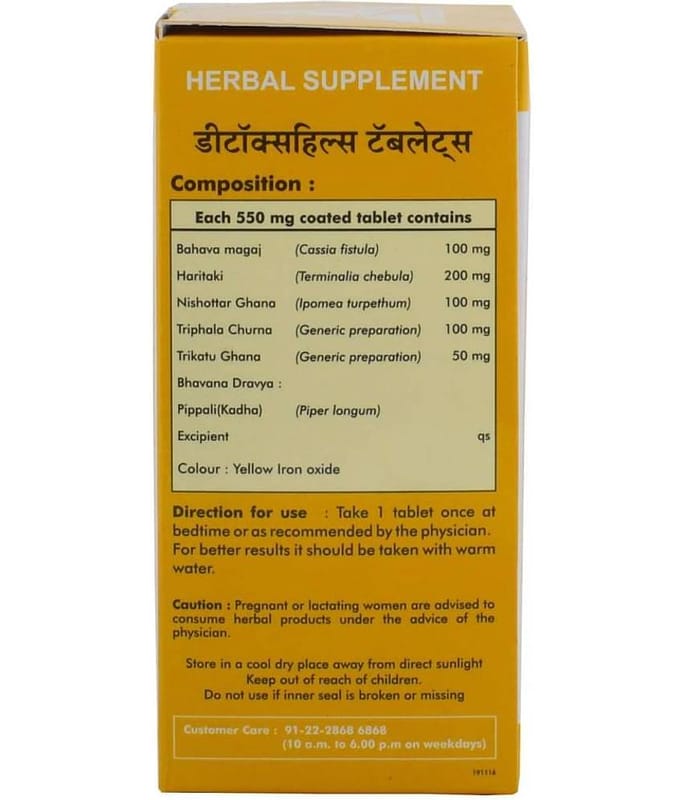 HERBAL SUPPLEMENT
डीटॉक्सहिल्स टॅबलेट्स
Composition :
Each 550 mg coated tablet contains
Bahava magaj (Cassia fistula) 100 mg
Haritaki (Terminalia chebula) 200 mg
Nishottar Ghana (Ipomea turpethum) 100 mg
Triphala Churna (Generic preparation) 100 mg
Trikatu Ghana (Generic preparation) 50 mg
Bhavana Dravya :
Pippali(Kadha) (Piper longum)
Excipient qs
Colour : Yellow Iron oxide
Direction for use : Take 1 tablet once at
bedtime or as recommended by the physician.
For better results it should be taken with warm
water.
Caution : Pregnant or lactating women are advised to
consume herbal products under the advice of the
physician.
Store in a cool dry place away from direct sunlight
Keep out of reach of children.
Do not use if inner seal is broken or missing
Customer Care : 91-22-2868 6868
(10 a.m. to 6.00 p.m on weekdays)
19111A